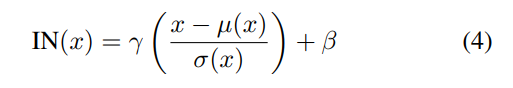 IN(x) = γ ( (x − μ(x)) / σ(x) ) + β (4)